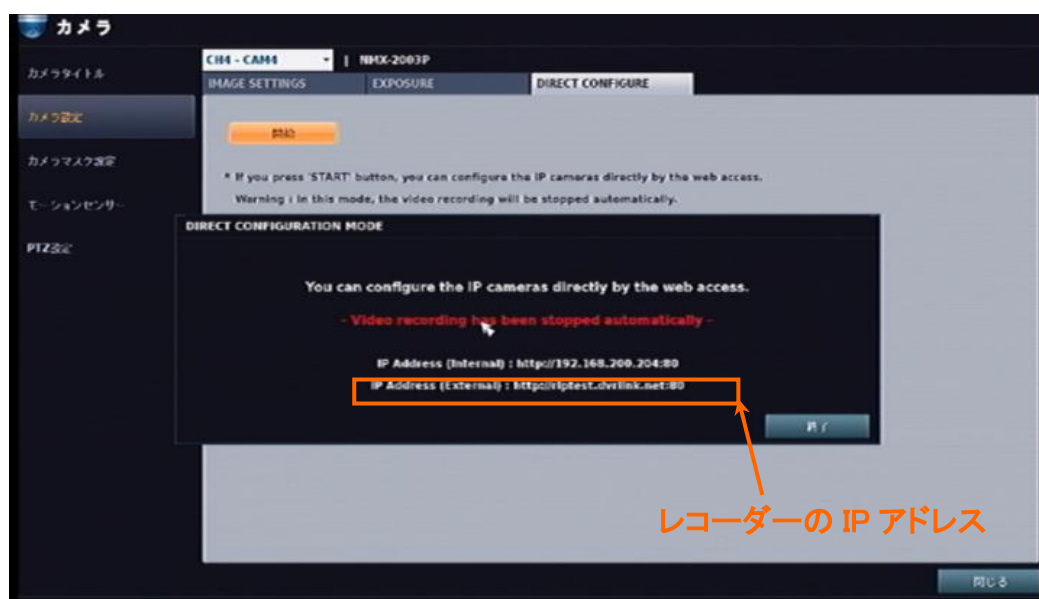 カメラ
CH4 - CAM4 | NMX-2003P
カメラタイトル
IMAGE SETTINGS EXPOSURE DIRECT CONFIGURE
カメラ設定
開始
カメラマスク設定
* If you press 'START' button, you can configure the IP cameras directly by the web access.
Warning : in this mode, the video recording will be stopped automatically.
モーションセンサー
DIRECT CONFIGURATION MODE
PTZ設定
You can configure the IP cameras directly by the web access.
- Video recording has been stopped automatically -
IP Address (Internal) : http://192.168.200.204:80
IP Address (External) :
終了
レコーダーの IP アドレス
閉じる